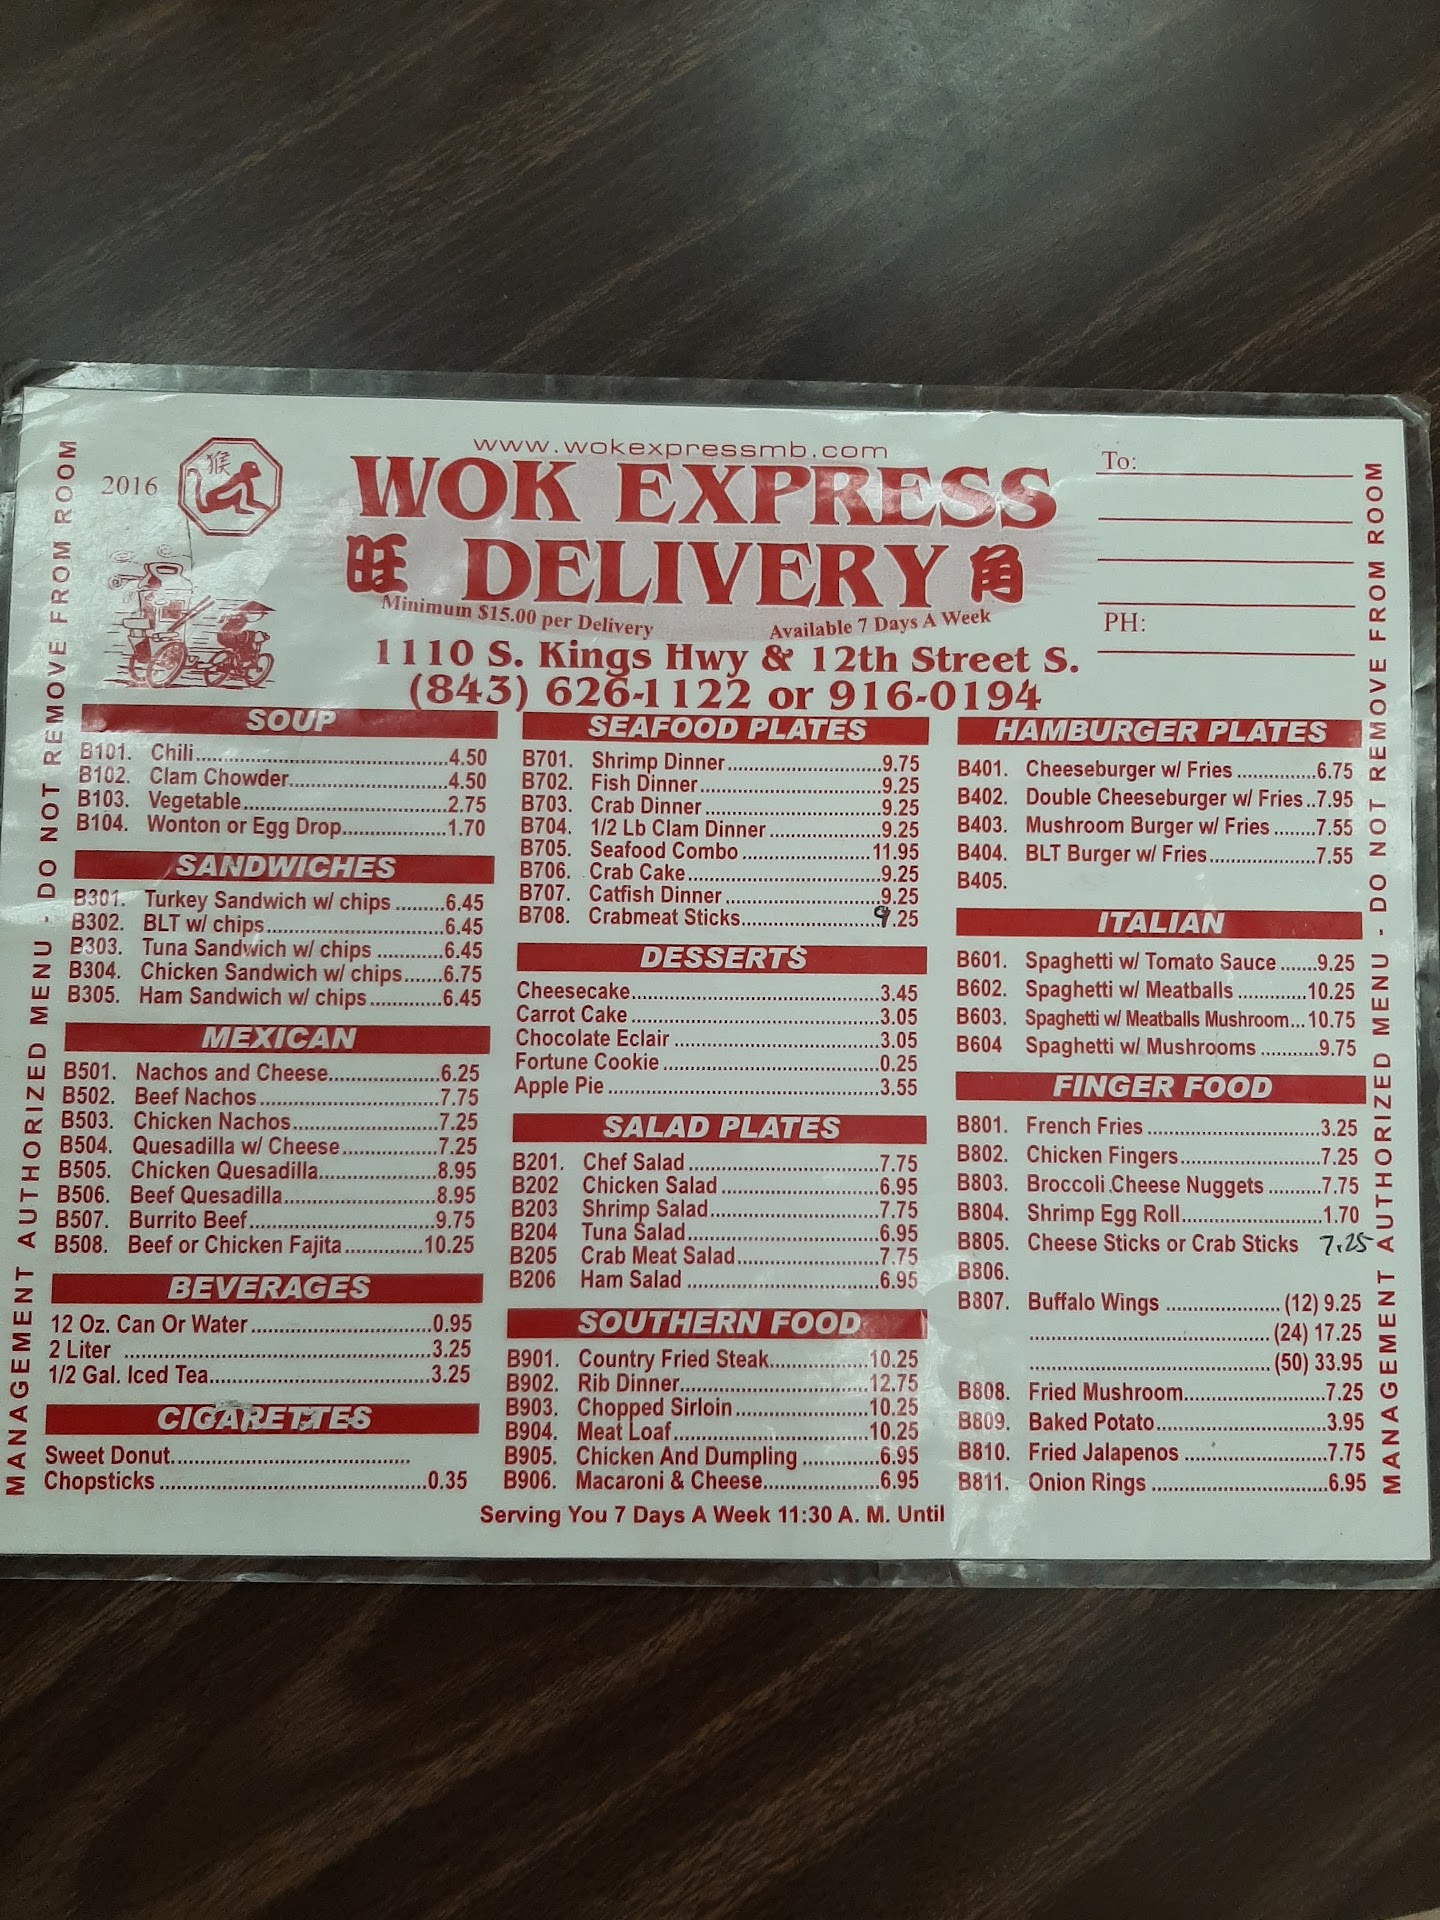 www.wokexpressmb.com
2016
猴
WOK EXPRESS
旺 DELIVERY 角
Minimum $15.00 per Delivery
Available 7 Days A Week
1110 S. Kings Hwy & 12th Street S.
(843) 626-1122 or 916-0194
To:
PH:
MANAGEMENT AUTHORIZED MENU - DO NOT REMOVE FROM ROOM
SOUP
B101. Chili 4.50
B102. Clam Chowder 4.50
B103. Vegetable 2.75
B104. Wonton or Egg Drop 1.70
SANDWICHES
B301. Turkey Sandwich w/ chips 6.45
B302. BLT w/ chips 6.45
B303. Tuna Sandwich w/ chips 6.45
B304. Chicken Sandwich w/ chips 6.75
B305. Ham Sandwich w/ chips 6.45
MEXICAN
B501. Nachos and Cheese 6.25
B502. Beef Nachos 7.75
B503. Chicken Nachos 7.25
B504. Quesadilla w/ Cheese 7.25
B505. Chicken Quesadilla 8.95
B506. Beef Quesadilla 8.95
B507. Burrito Beef 9.75
B508. Beef or Chicken Fajita 10.25
BEVERAGES
12 Oz. Can Or Water 0.95
2 Liter 3.25
1/2 Gal. Iced Tea 3.25
CIGARETTES
Sweet Donut
Chopsticks 0.35
SEAFOOD PLATES
B701. Shrimp Dinner 9.75
B702. Fish Dinner 9.25
B703. Crab Dinner 9.25
B704. 1/2 Lb Clam Dinner 9.25
B705. Seafood Combo 11.95
B706. Crab Cake 9.25
B707. Catfish Dinner 9.25
B708. Crabmeat Sticks 9.25
DESSERTS
Cheesecake 3.45
Carrot Cake 3.05
Chocolate Eclair 3.05
Fortune Cookie 0.25
Apple Pie 3.55
SALAD PLATES
B201. Chef Salad 7.75
B202 Chicken Salad 6.95
B203 Shrimp Salad 7.75
B204 Tuna Salad 6.95
B205 Crab Meat Salad 7.75
B206 Ham Salad 6.95
SOUTHERN FOOD
B901. Country Fried Steak 10.25
B902. Rib Dinner 12.75
B903. Chopped Sirloin 10.25
B904. Meat Loaf 10.25
B905. Chicken And Dumpling 6.95
B906. Macaroni & Cheese 6.95
HAMBURGER PLATES
B401. Cheeseburger w/ Fries 6.75
B402. Double Cheeseburger w/ Fries 7.95
B403. Mushroom Burger w/ Fries 7.55
B404. BLT Burger w/ Fries 7.55
B405.
ITALIAN
B601. Spaghetti w/ Tomato Sauce 9.25
B602. Spaghetti w/ Meatballs 10.25
B603. Spaghetti w/ Meatballs Mushroom 10.75
B604 Spaghetti w/ Mushrooms 9.75
FINGER FOOD
B801. French Fries 3.25
B802. Chicken Fingers 7.25
B803. Broccoli Cheese Nuggets 7.75
B804. Shrimp Egg Roll 1.70
B805. Cheese Sticks or Crab Sticks 7.25
B806.
B807. Buffalo Wings (12) 9.25
(24) 17.25
(50) 33.95
B808. Fried Mushroom 7.25
B809. Baked Potato 3.95
B810. Fried Jalapenos 7.75
B811. Onion Rings 6.95
MANAGEMENT AUTHORIZED MENU - DO NOT REMOVE FROM ROOM
Serving You 7 Days A Week 11:30 A. M. Until